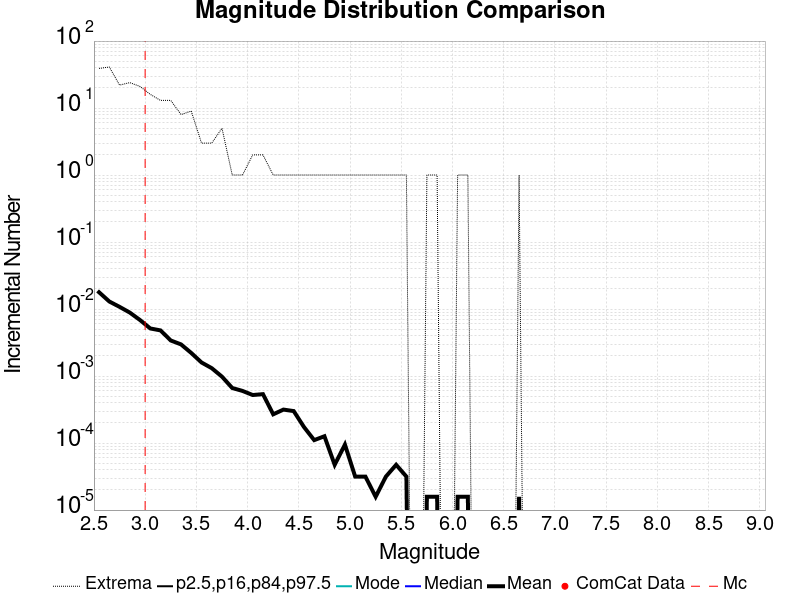 Magnitude Distribution Comparison
10^2
10^1
10^0
10^-1
10^-2
10^-3
10^-4
10^-5
Incremental Number
2.5 3.0 3.5 4.0 4.5 5.0 5.5 6.0 6.5 7.0 7.5 8.0 8.5 9.0
Magnitude
Extrema p2.5,p16,p84,p97.5 Mode Median Mean ComCat Data Mc